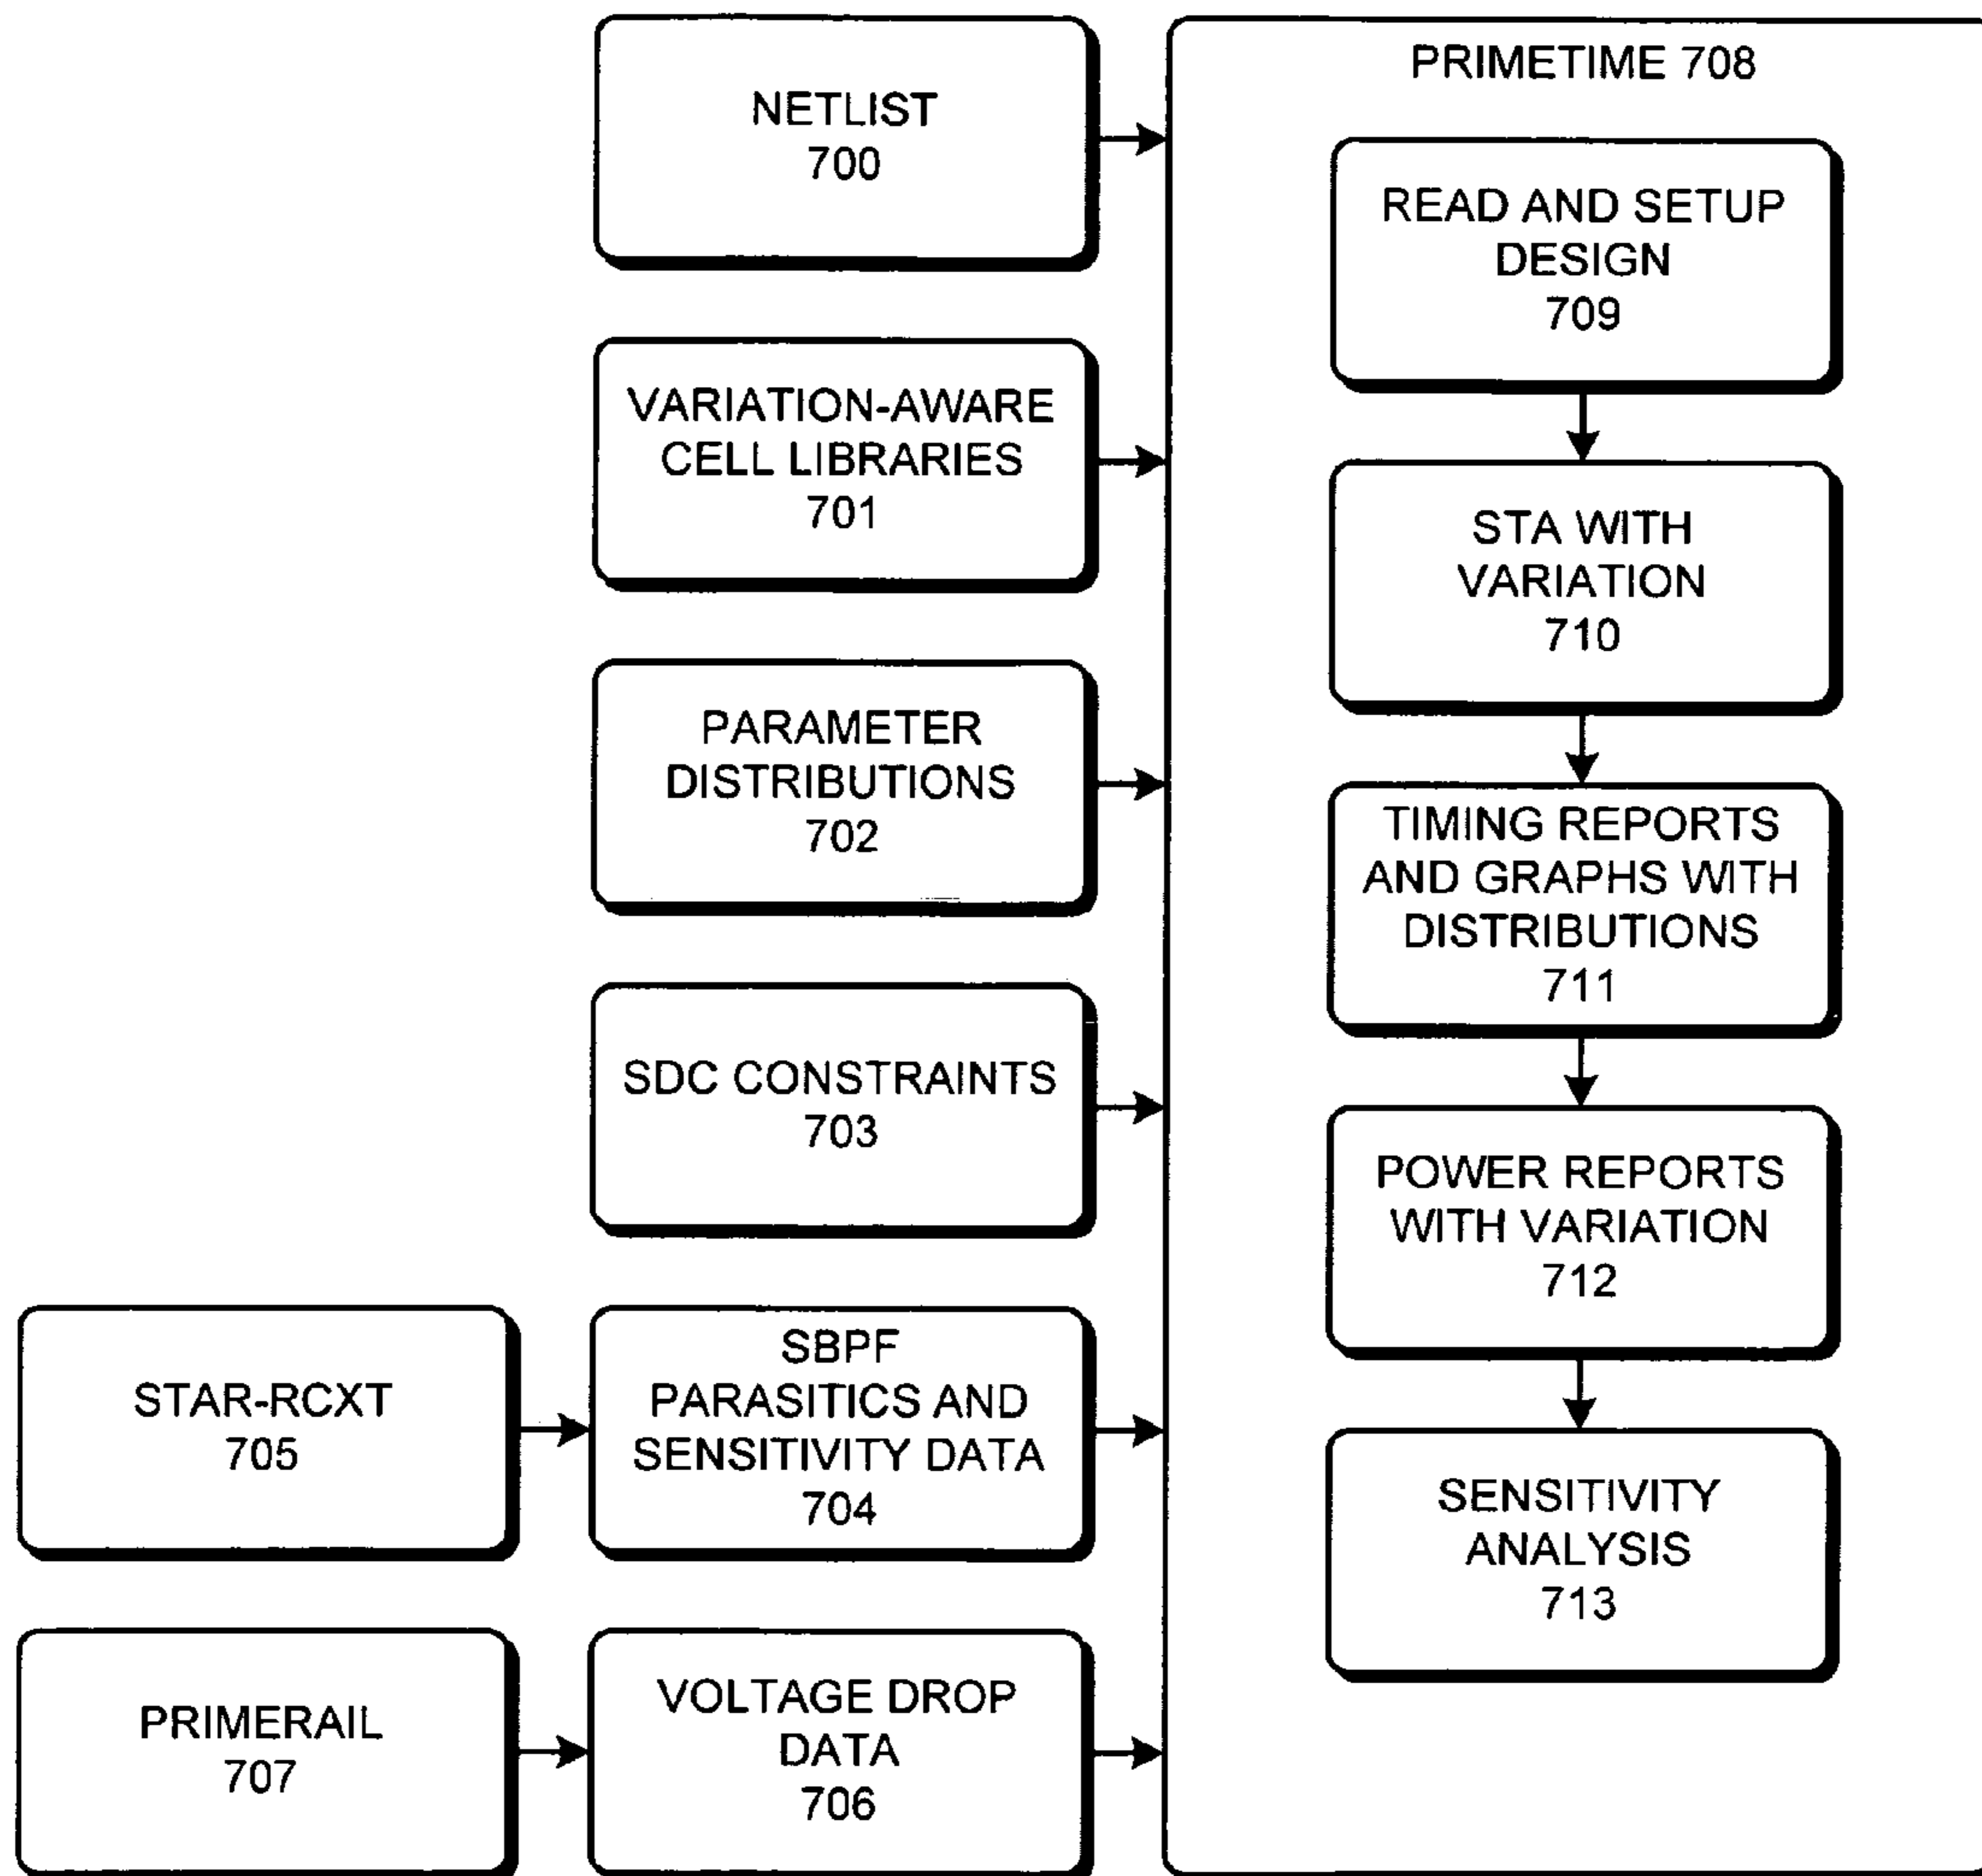 NETLIST
700
VARIATION-AWARE
CELL LIBRARIES
701
PARAMETER
DISTRIBUTIONS
702
SDC CONSTRAINTS
703
STAR-RCXT
705
SBPF
PARASITICS AND
SENSITIVITY DATA
704
PRIMERAIL
707
VOLTAGE DROP
DATA
706
PRIMETIME 708
READ AND SETUP
DESIGN
709
STA WITH
VARIATION
710
TIMING REPORTS
AND GRAPHS WITH
DISTRIBUTIONS
711
POWER REPORTS
WITH VARIATION
712
SENSITIVITY
ANALYSIS
713